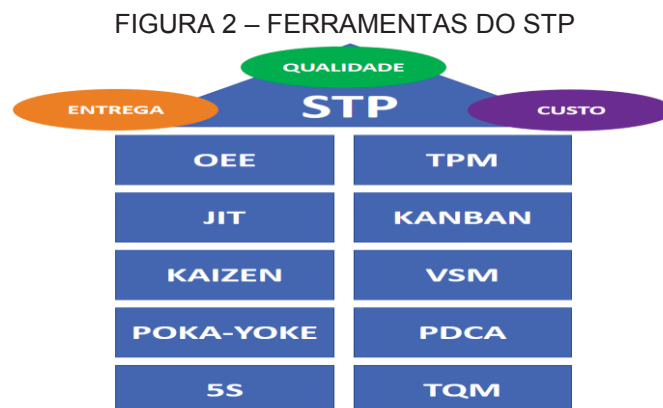 FIGURA 2 – FERRAMENTAS DO STP
QUALIDADE
ENTREGA
STP
CUSTO
OEE
TPM
JIT
KANBAN
KAIZEN
VSM
POKA-YOKE
PDCA
5S
TQM